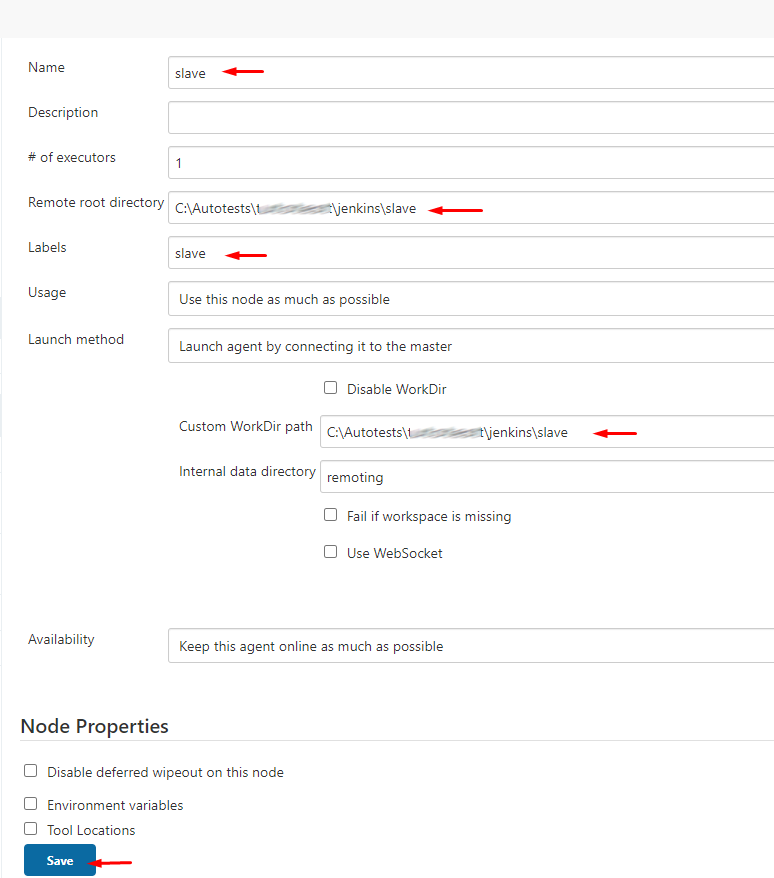 Name
slave
Description
# of executors
1
Remote root directory
C:\Autotests\t t\jenkins\slave
Labels
slave
Usage
Use this node as much as possible
Launch method
Launch agent by connecting it to the master
Disable WorkDir
Custom WorkDir path
C:\Autotests\ t\jenkins\slave
Internal data directory
remoting
Fail if workspace is missing
Use WebSocket
Availability
Keep this agent online as much as possible
Node Properties
Disable deferred wipeout on this node
Environment variables
Tool Locations
Save